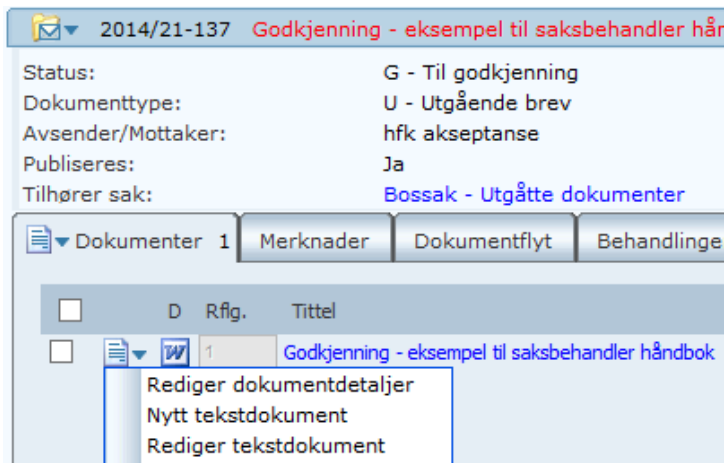 2014/21-137 Godkjenning - eksempel til saksbehandler
Status: G - Til godkjenning
Dokumenttype: U - Utgående brev
Avsender/Mottaker: hfk akseptanse
Publiseres: Ja
Tilhører sak: Bossak - Utgåtte dokumenter
Dokumenter 1 Merknader Dokumentflyt
D Rflg. Tittel
W 1 Godkjenning - eksempel til saksbehandler håndbok
Rediger dokumentdetaljer
Nytt tekstdokument
Rediger tekstdokument